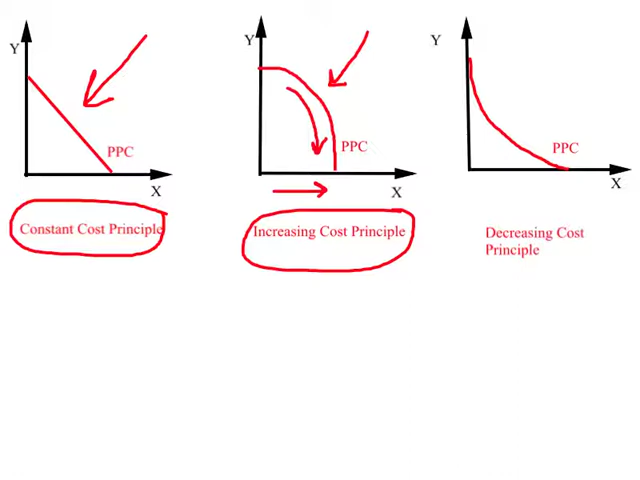 Y
PPC
X
Constant Cost Principle
Y
PPC
X
Increasing Cost Principle
Y
PPC
X
Decreasing Cost
Principle